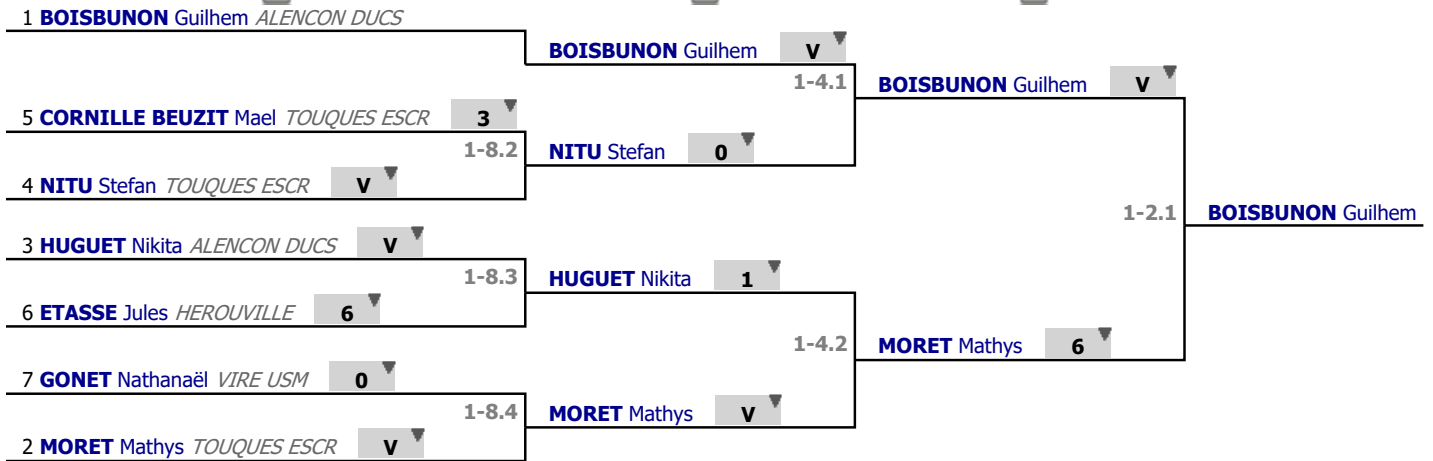 1 BOISBUNON Guilhem ALENCON DUCS
BOISBUNON Guilhem V
1-4.1
BOISBUNON Guilhem V
5 CORNILLE BEUZIT Mael TOUQUES ESCR 3
1-8.2
NITU Stefan 0
4 NITU Stefan TOUQUES ESCR V
1-2.1
BOISBUNON Guilhem
3 HUGUET Nikita ALENCON DUCS V
1-8.3
HUGUET Nikita 1
6 ETASSE Jules HEROUVILLE 6
1-4.2
MORET Mathys 6
7 GONET Nathanaël VIRE USM 0
1-8.4
MORET Mathys V
2 MORET Mathys TOUQUES ESCR V